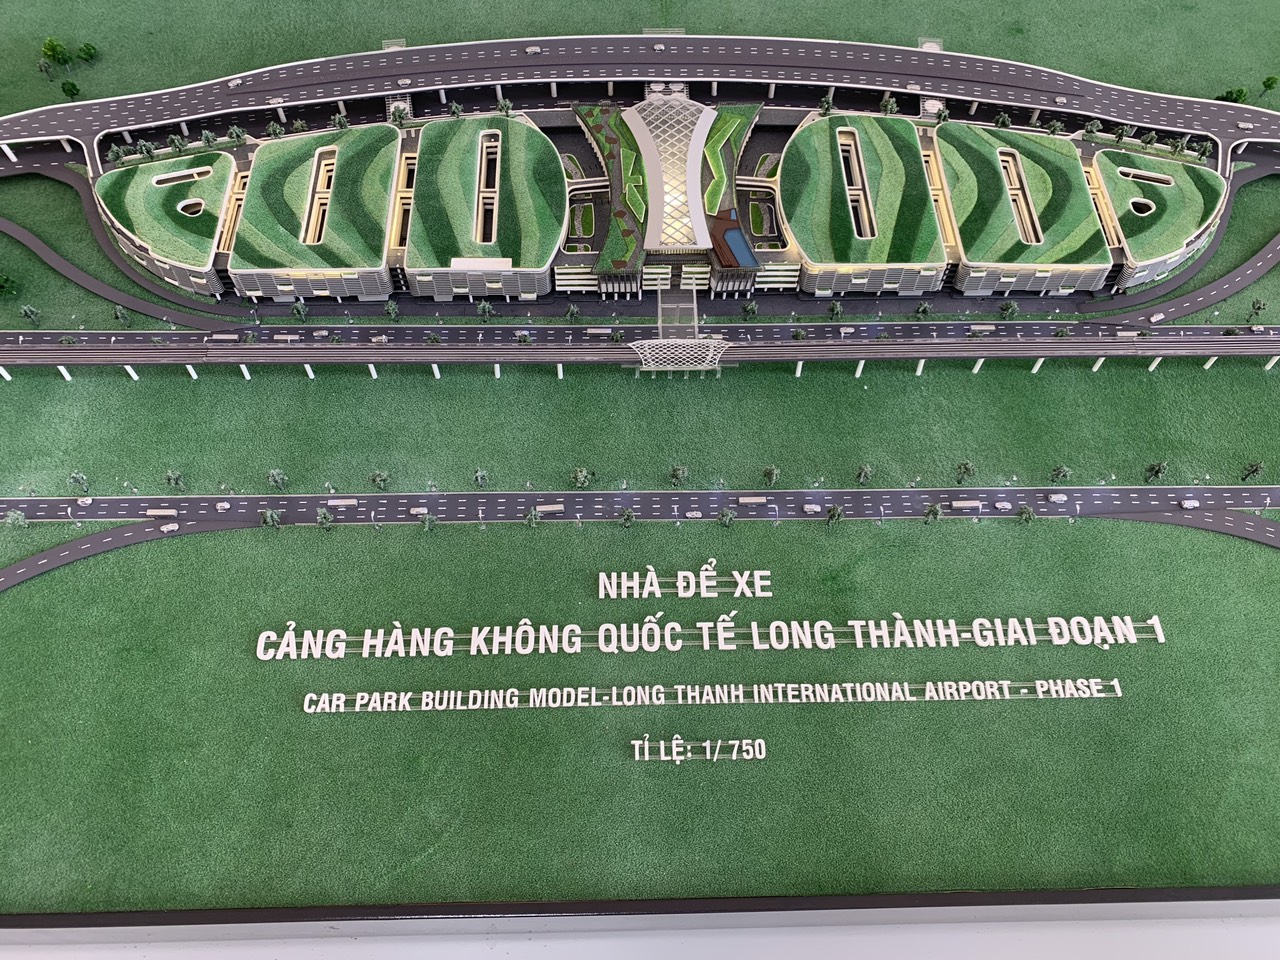 NHÀ ĐỂ XE
CẢNG HÀNG KHÔNG QUỐC TẾ LONG THÀNH-GIAI ĐOẠN 1
CAR PARK BUILDING MODEL-LONG THANH INTERNATIONAL AIRPORT - PHASE 1
TỈ LỆ: 1/ 750